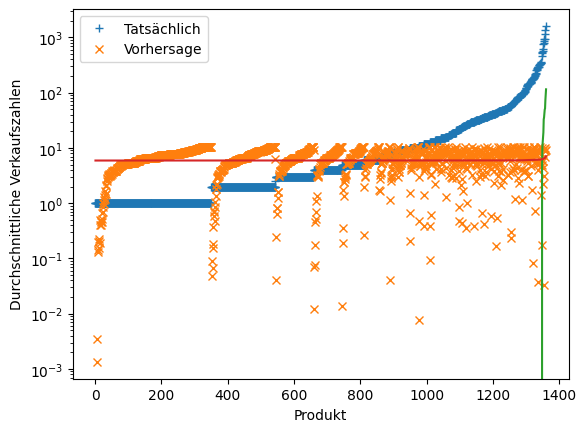 Tatsächlich
Vorhersage
10³
10²
10¹
10⁰
10⁻¹
10⁻²
10⁻³
Durchschnittliche Verkaufszahlen
0 200 400 600 800 1000 1200 1400
Produkt